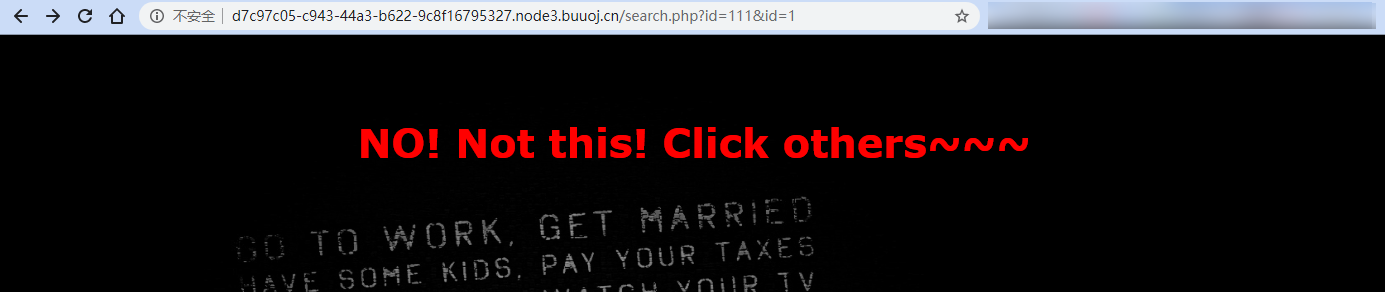 不安全 d7c97c05-c943-44a3-b622-9c8f16795327.node3.buuoj.cn/search.php?id=111&id=1
NO! Not this! Click others~~~
GO TO WORK, GET MARRIED
HAVE SOME KIDS, PAY YOUR TAXES
WATCH YOUR TV